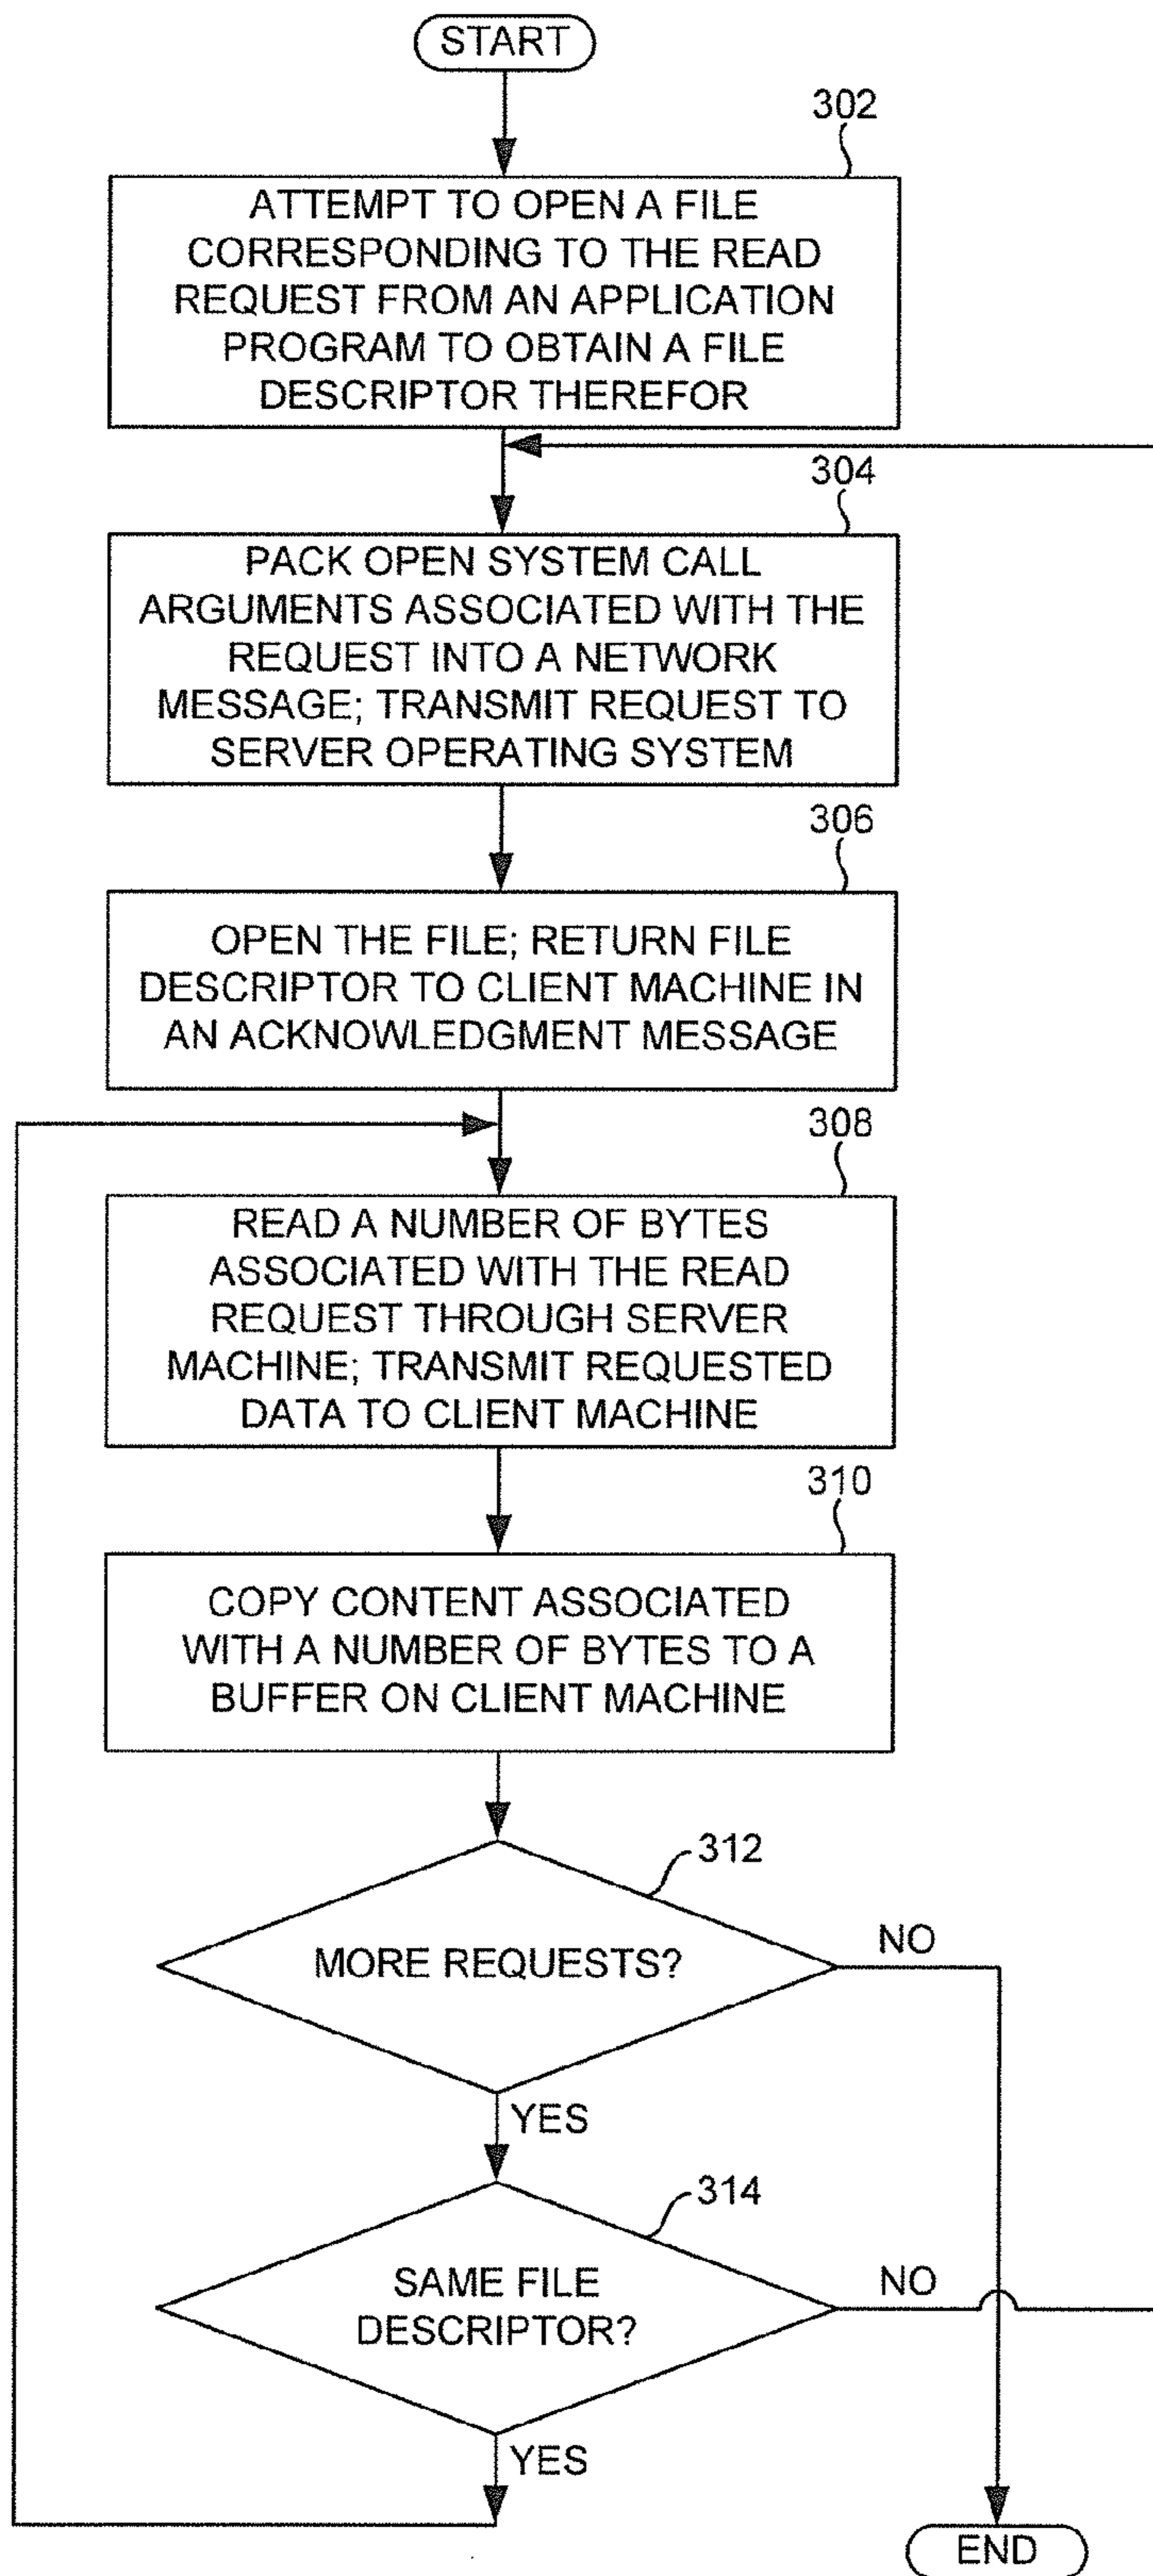 START
302
ATTEMPT TO OPEN A FILE
CORRESPONDING TO THE READ
REQUEST FROM AN APPLICATION
PROGRAM TO OBTAIN A FILE
DESCRIPTOR THEREFOR
304
PACK OPEN SYSTEM CALL
ARGUMENTS ASSOCIATED WITH THE
REQUEST INTO A NETWORK
MESSAGE; TRANSMIT REQUEST TO
SERVER OPERATING SYSTEM
306
OPEN THE FILE; RETURN FILE
DESCRIPTOR TO CLIENT MACHINE IN
AN ACKNOWLEDGMENT MESSAGE
308
READ A NUMBER OF BYTES
ASSOCIATED WITH THE READ
REQUEST THROUGH SERVER
MACHINE; TRANSMIT REQUESTED
DATA TO CLIENT MACHINE
310
COPY CONTENT ASSOCIATED
WITH A NUMBER OF BYTES TO A
BUFFER ON CLIENT MACHINE
312
MORE REQUESTS?
NO
YES
314
SAME FILE
DESCRIPTOR?
NO
YES
END